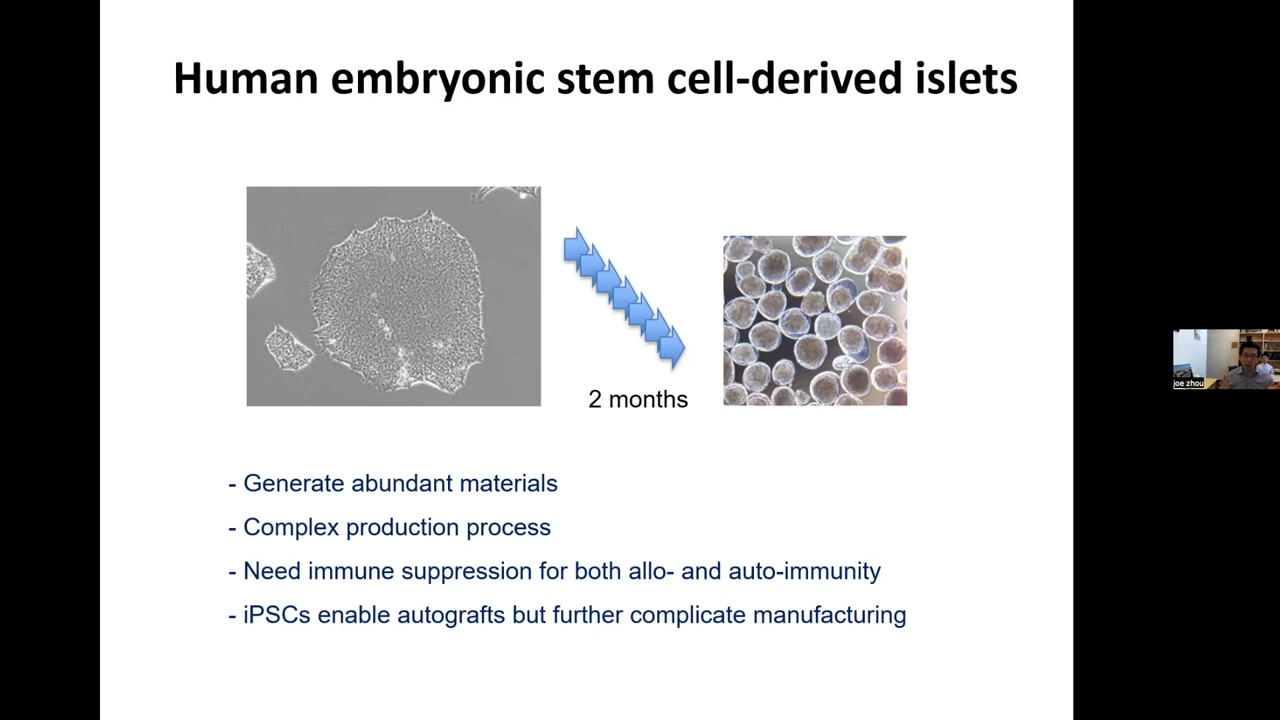 Human embryonic stem cell-derived islets
2 months
- Generate abundant materials
- Complex production process
- Need immune suppression for both allo- and auto-immunity
- iPSCs enable autografts but further complicate manufacturing
joe zhou